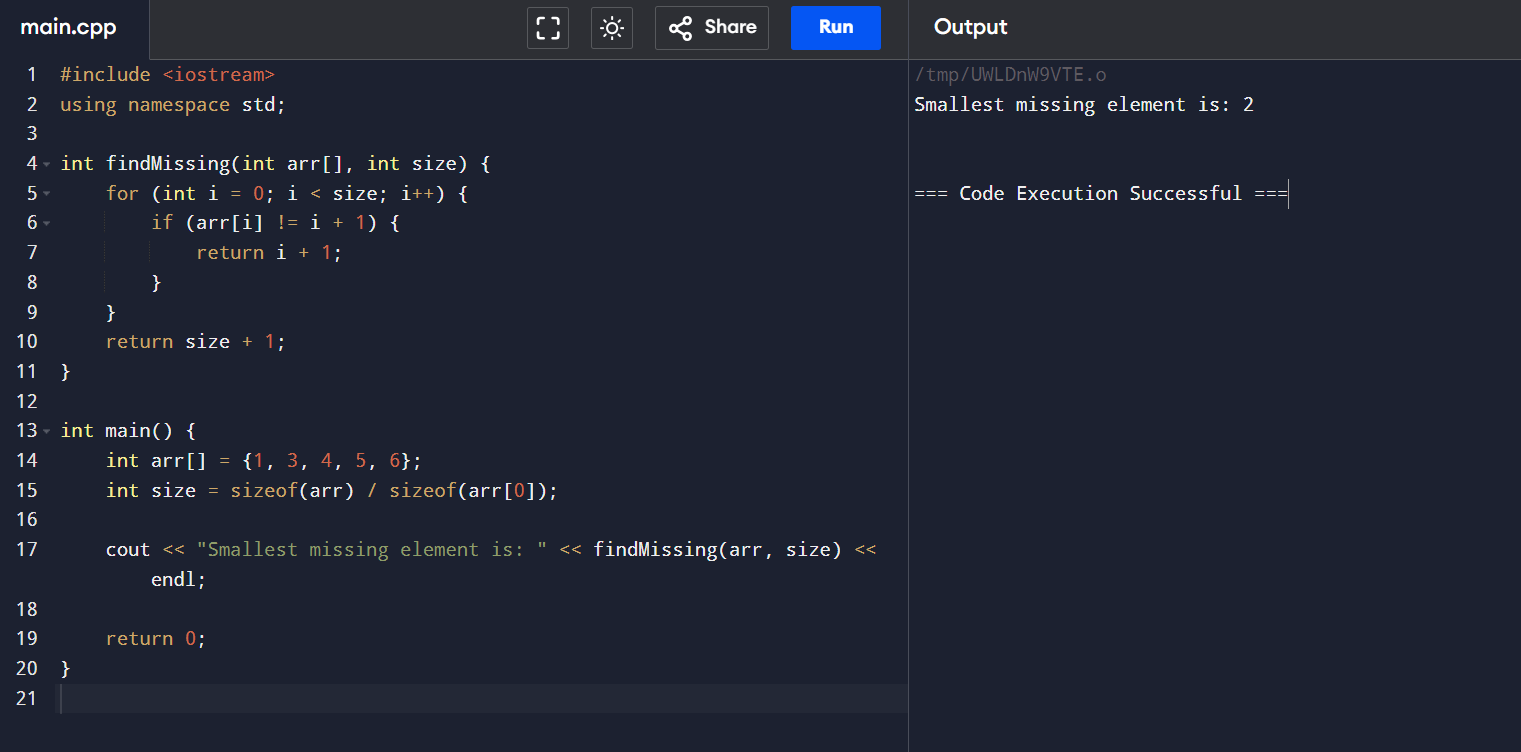 main.cpp
Share
Run
Output
1 #include <iostream>
2 using namespace std;
3
4 int findMissing(int arr[], int size) {
5     for (int i = 0; i < size; i++) {
6         if (arr[i] != i + 1) {
7             return i + 1;
8         }
9     }
10     return size + 1;
11 }
12
13 int main() {
14     int arr[] = {1, 3, 4, 5, 6};
15     int size = sizeof(arr) / sizeof(arr[0]);
16
17     cout << "Smallest missing element is: " << findMissing(arr, size) <<
        endl;
18
19     return 0;
20 }
21
/tmp/UWLDnW9VTE.o
Smallest missing element is: 2
=== Code Execution Successful ===